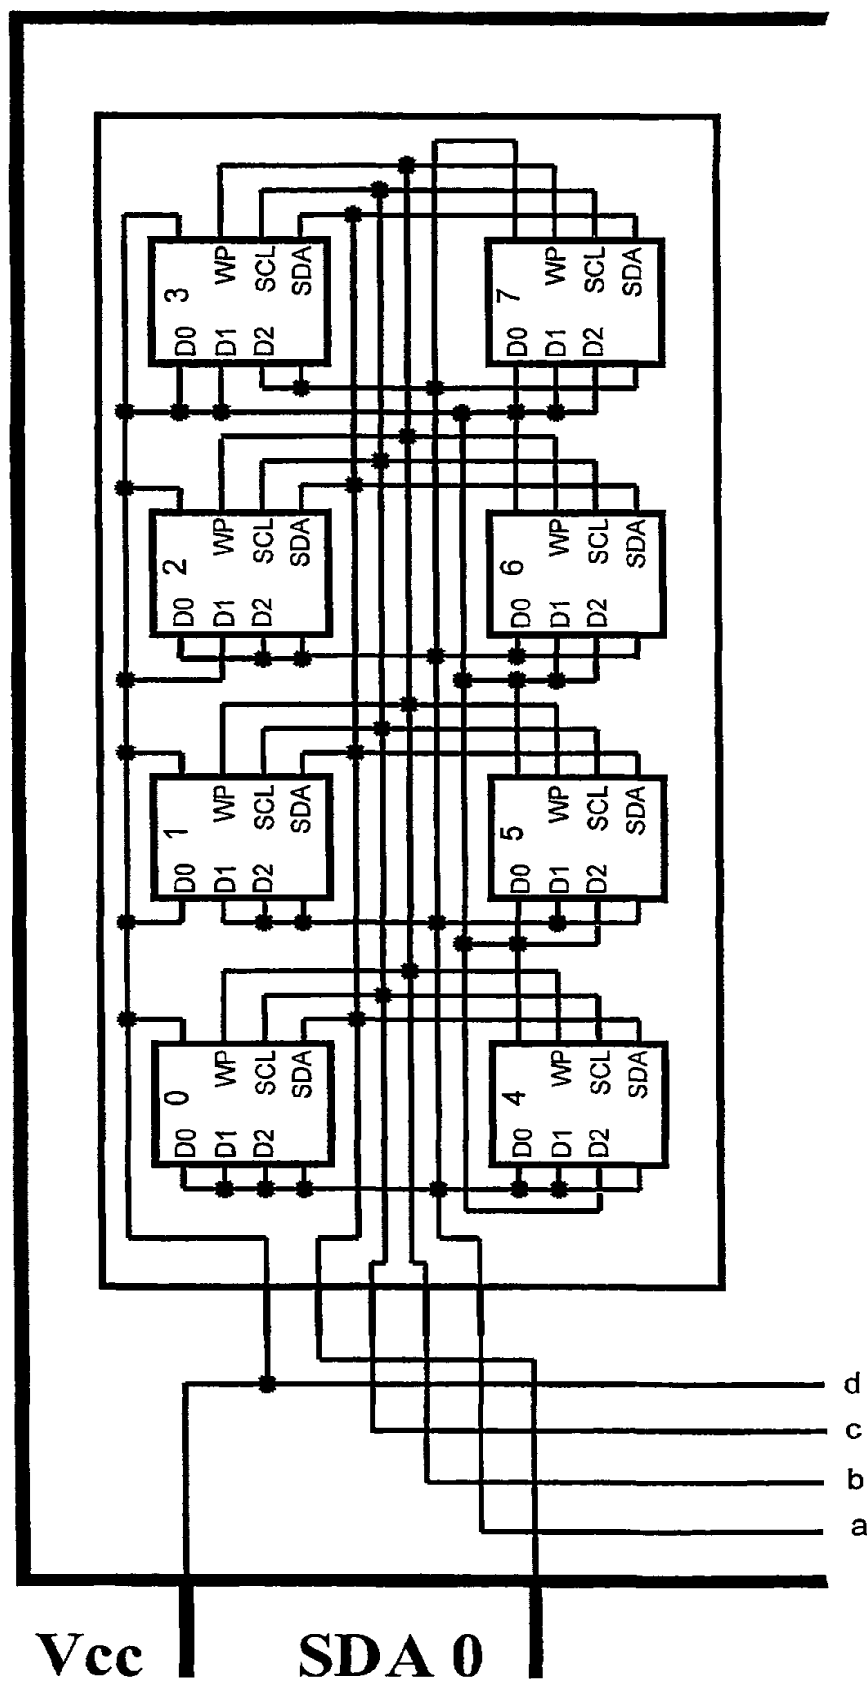 WP SCL SDA
3
D0 D1 D2
WP SCL SDA
7
D0 D1 D2
WP SCL SDA
2
D0 D1 D2
WP SCL SDA
6
D0 D1 D2
WP SCL SDA
1
D0 D1 D2
WP SCL SDA
5
D0 D1 D2
WP SCL SDA
0
D0 D1 D2
WP SCL SDA
4
D0 D1 D2
d
c
b
a
Vcc SDA 0